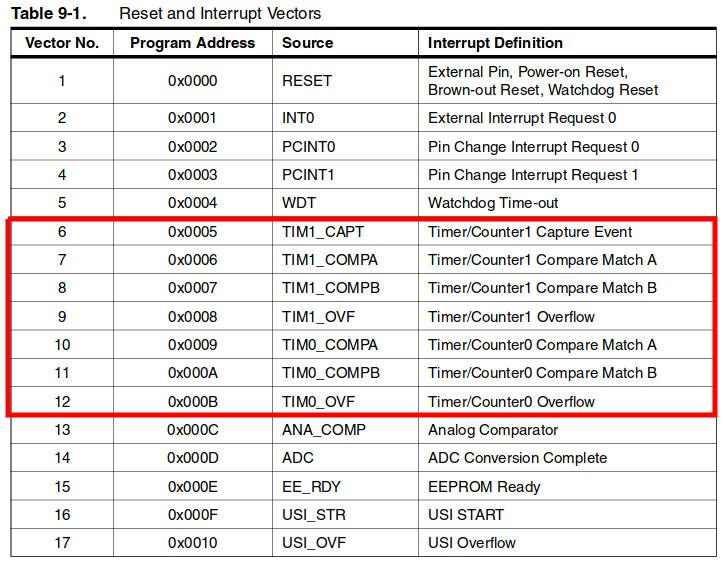 Table 9-1. Reset and Interrupt Vectors
Vector No. Program Address Source Interrupt Definition
1 0x0000 RESET External Pin, Power-on Reset,
Brown-out Reset, Watchdog Reset
2 0x0001 INT0 External Interrupt Request 0
3 0x0002 PCINT0 Pin Change Interrupt Request 0
4 0x0003 PCINT1 Pin Change Interrupt Request 1
5 0x0004 WDT Watchdog Time-out
6 0x0005 TIM1_CAPT Timer/Counter1 Capture Event
7 0x0006 TIM1_COMPA Timer/Counter1 Compare Match A
8 0x0007 TIM1_COMPB Timer/Counter1 Compare Match B
9 0x0008 TIM1_OVF Timer/Counter1 Overflow
10 0x0009 TIM0_COMPA Timer/Counter0 Compare Match A
11 0x000A TIM0_COMPB Timer/Counter0 Compare Match B
12 0x000B TIM0_OVF Timer/Counter0 Overflow
13 0x000C ANA_COMP Analog Comparator
14 0x000D ADC ADC Conversion Complete
15 0x000E EE_RDY EEPROM Ready
16 0x000F USI_STR USI START
17 0x0010 USI_OVF USI Overflow